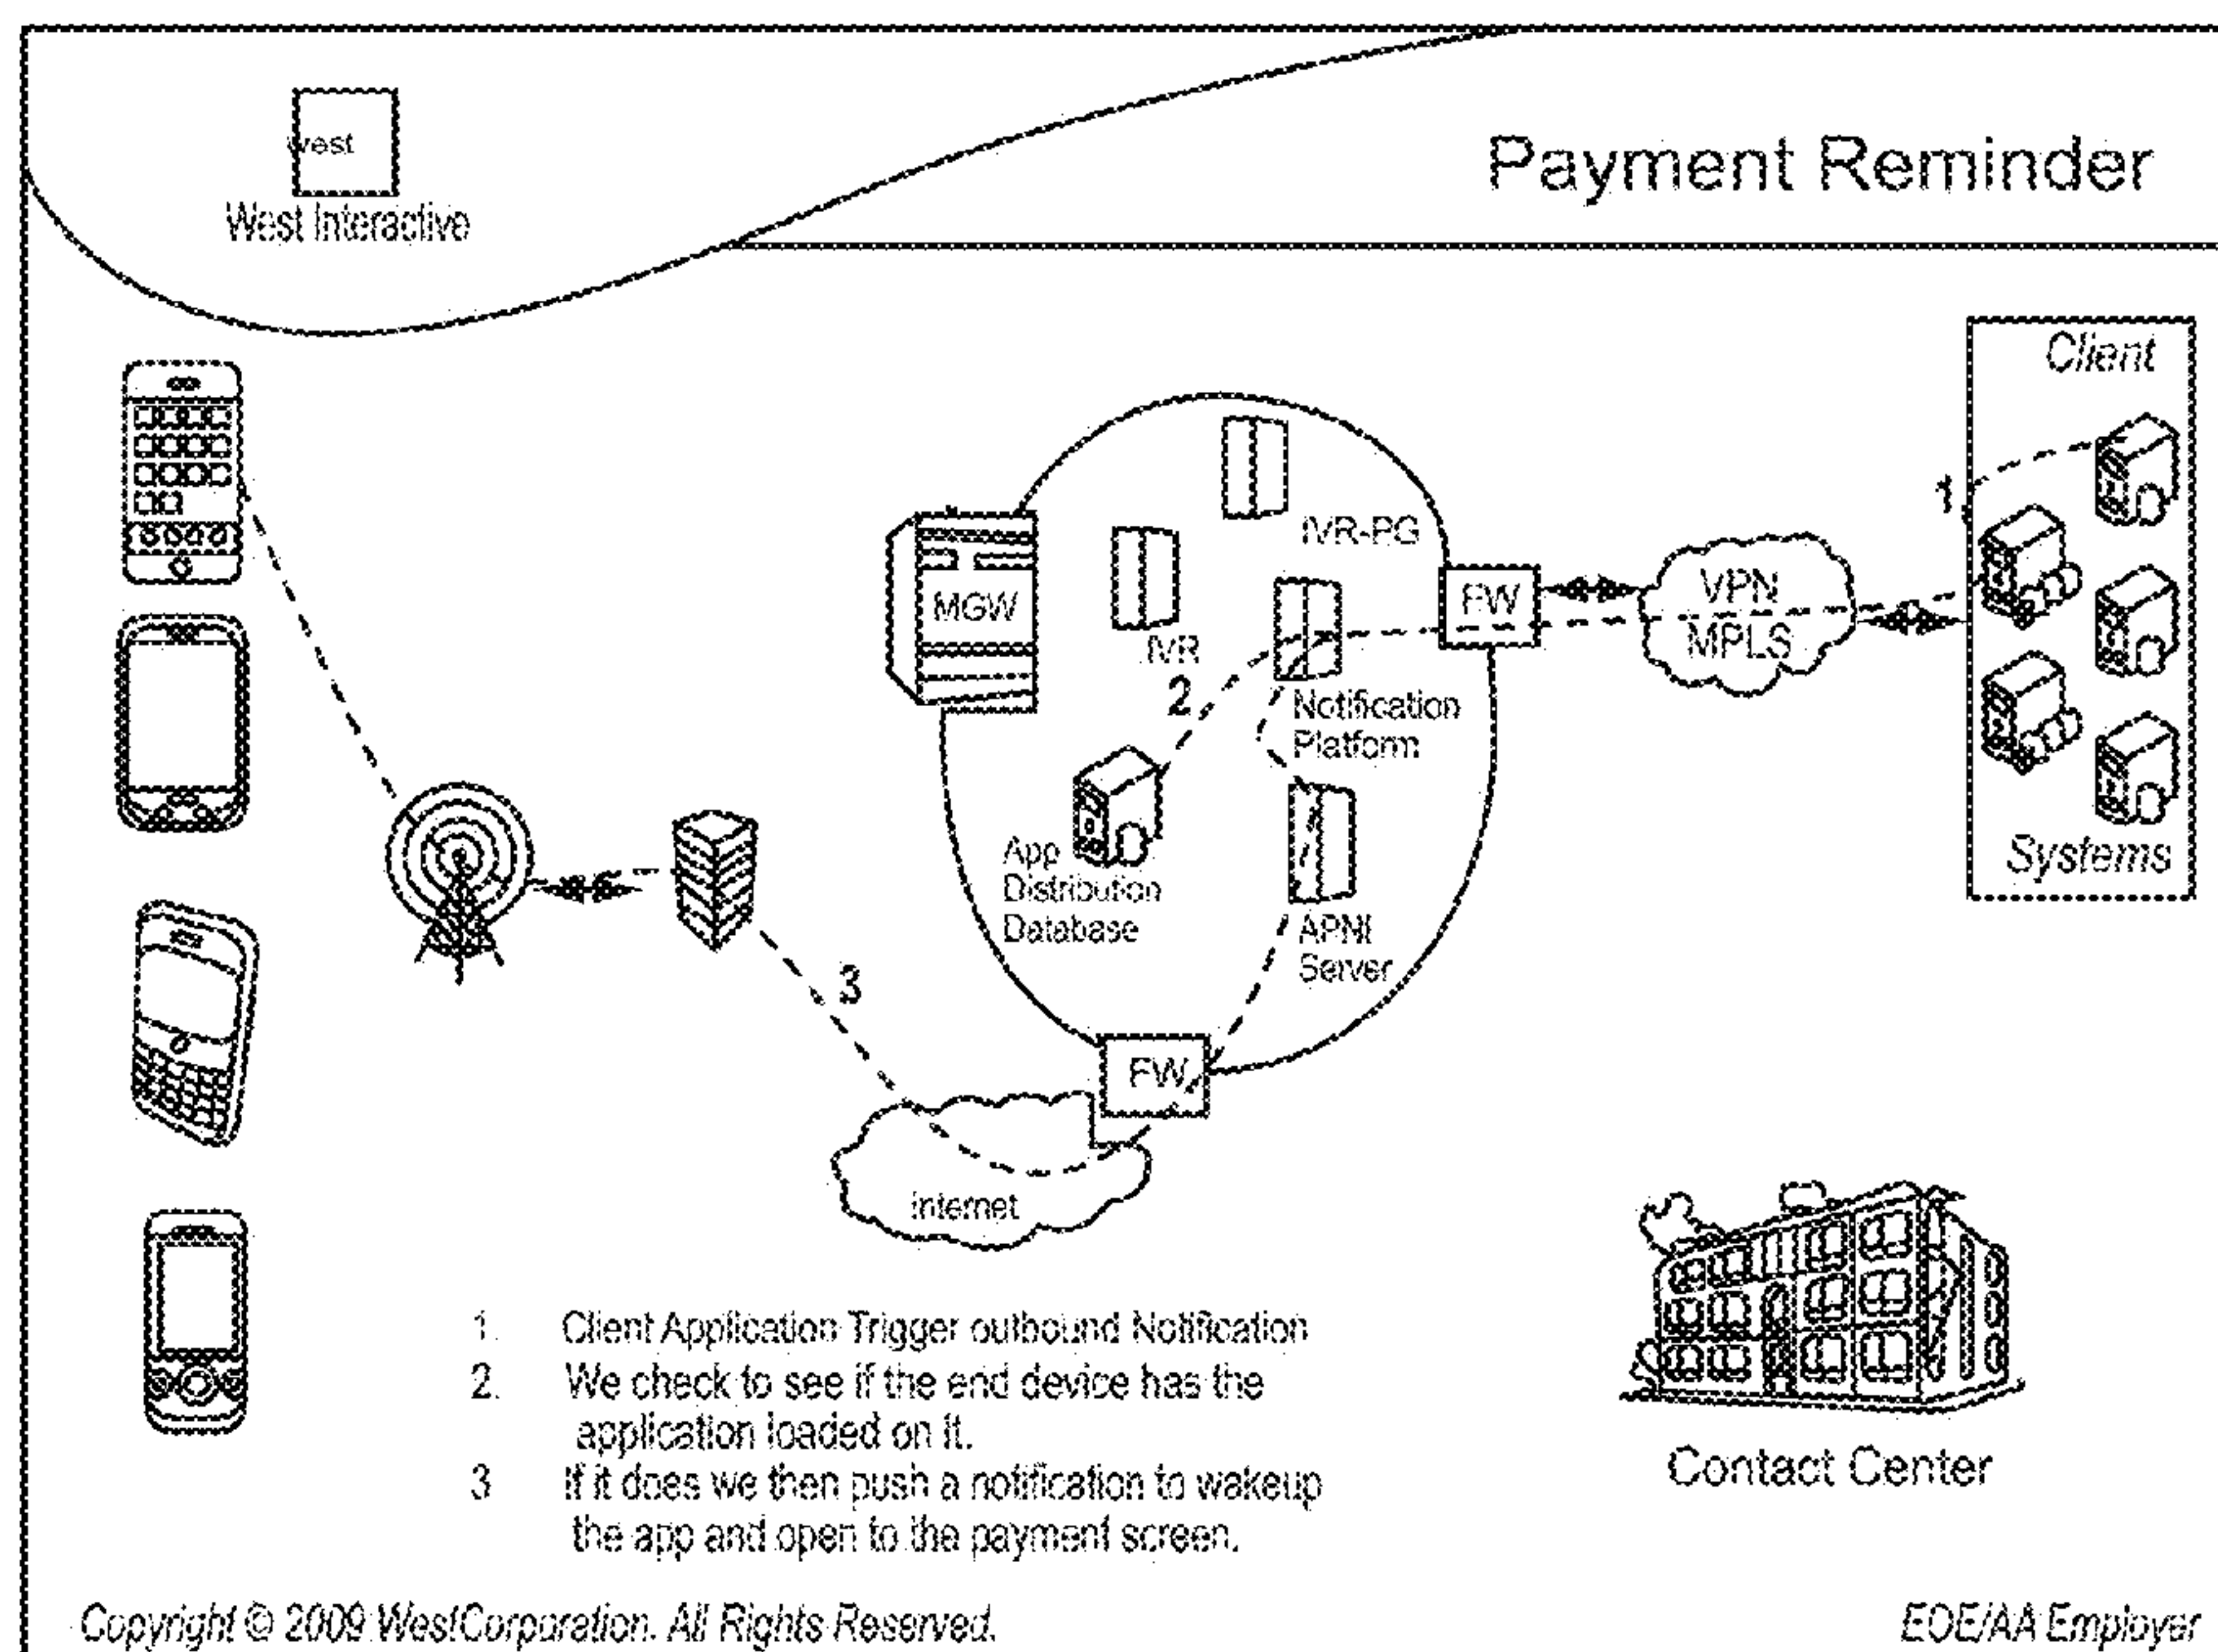 west
West Interactive
Payment Reminder
Client
1
IVR-PG
MGW
FW
VPN
MPLS
IVR
2
Notification
Platform
App
Distribution
Database
Systems
APNI
Server
3
FW
internet
1. Client Application Trigger outbound Notification
2. We check to see if the end device has the
application loaded on it.
3 If it does we then push a notification to wakeup
the app and open to the payment screen.
Contact Center
Copyright © 2009 West Corporation. All Rights Reserved.
EOE/AA Employer